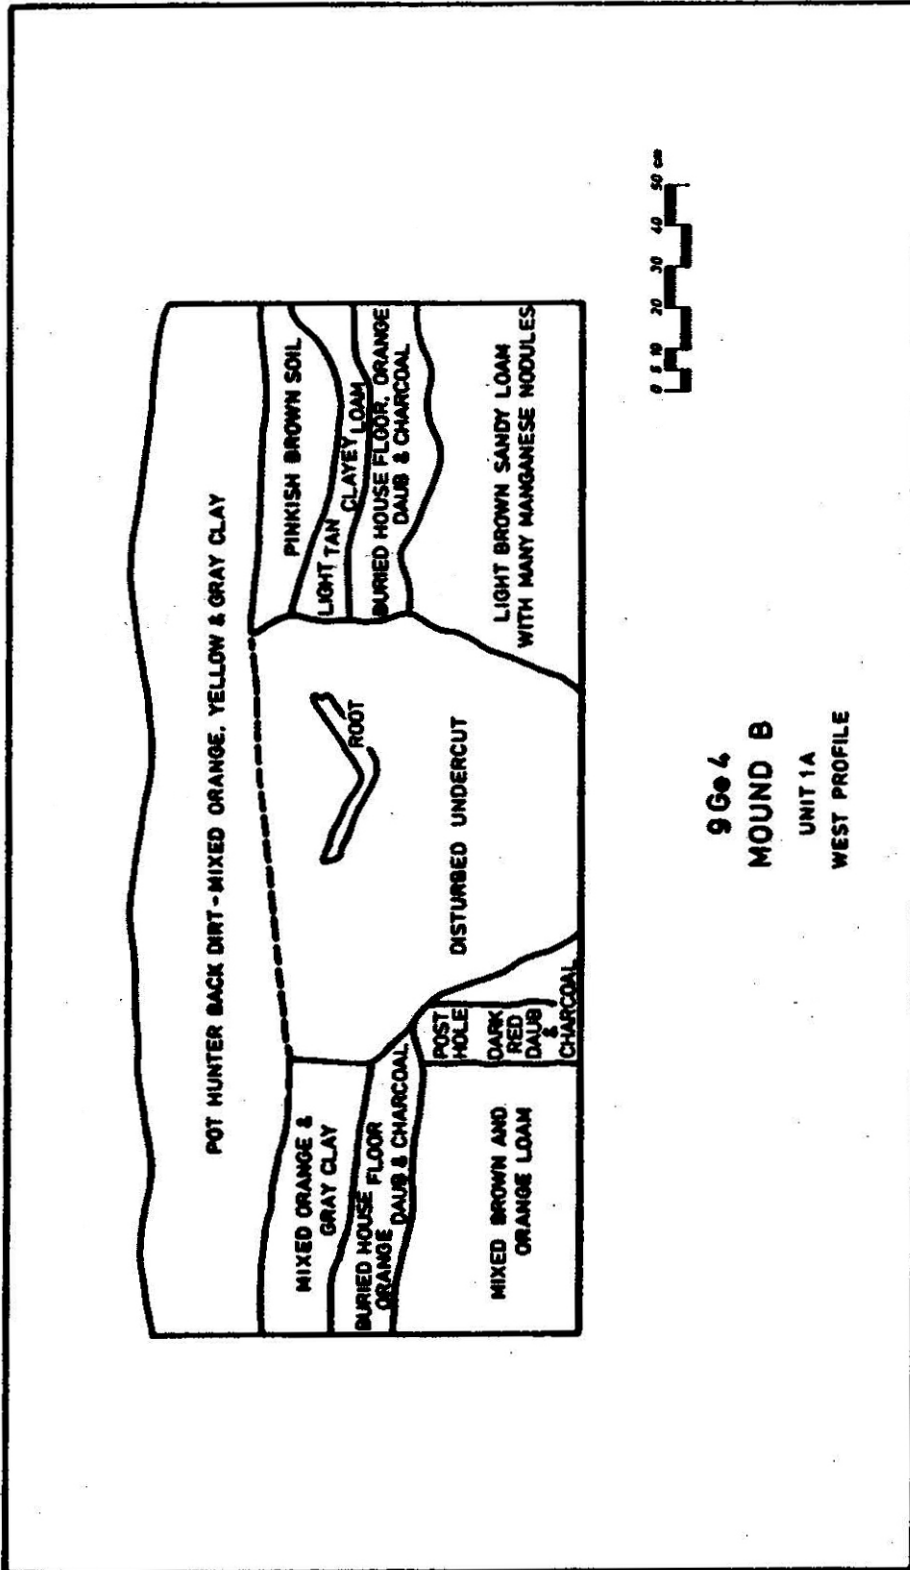 POT HUNTER BACK DIRT-MIXED ORANGE, YELLOW & GRAY CLAY
MIXED ORANGE &
GRAY CLAY
BURIED HOUSE FLOOR
ORANGE DAUB & CHARCOAL
MIXED BROWN AND
ORANGE LOAM
POST
HOLE
DARK
RED
DAUB
&
CHARCOAL
ROOT
DISTURBED UNDERCUT
PINKISH BROWN SOIL
LIGHT TAN
CLAYEY LOAM
BURIED HOUSE FLOOR, ORANGE
DAUB & CHARCOAL
LIGHT BROWN SANDY LOAM
WITH MANY MANGANESE NODULES
0 5 10 20 30 40 50 cm
9 Ge 4
MOUND B
UNIT 1A
WEST PROFILE